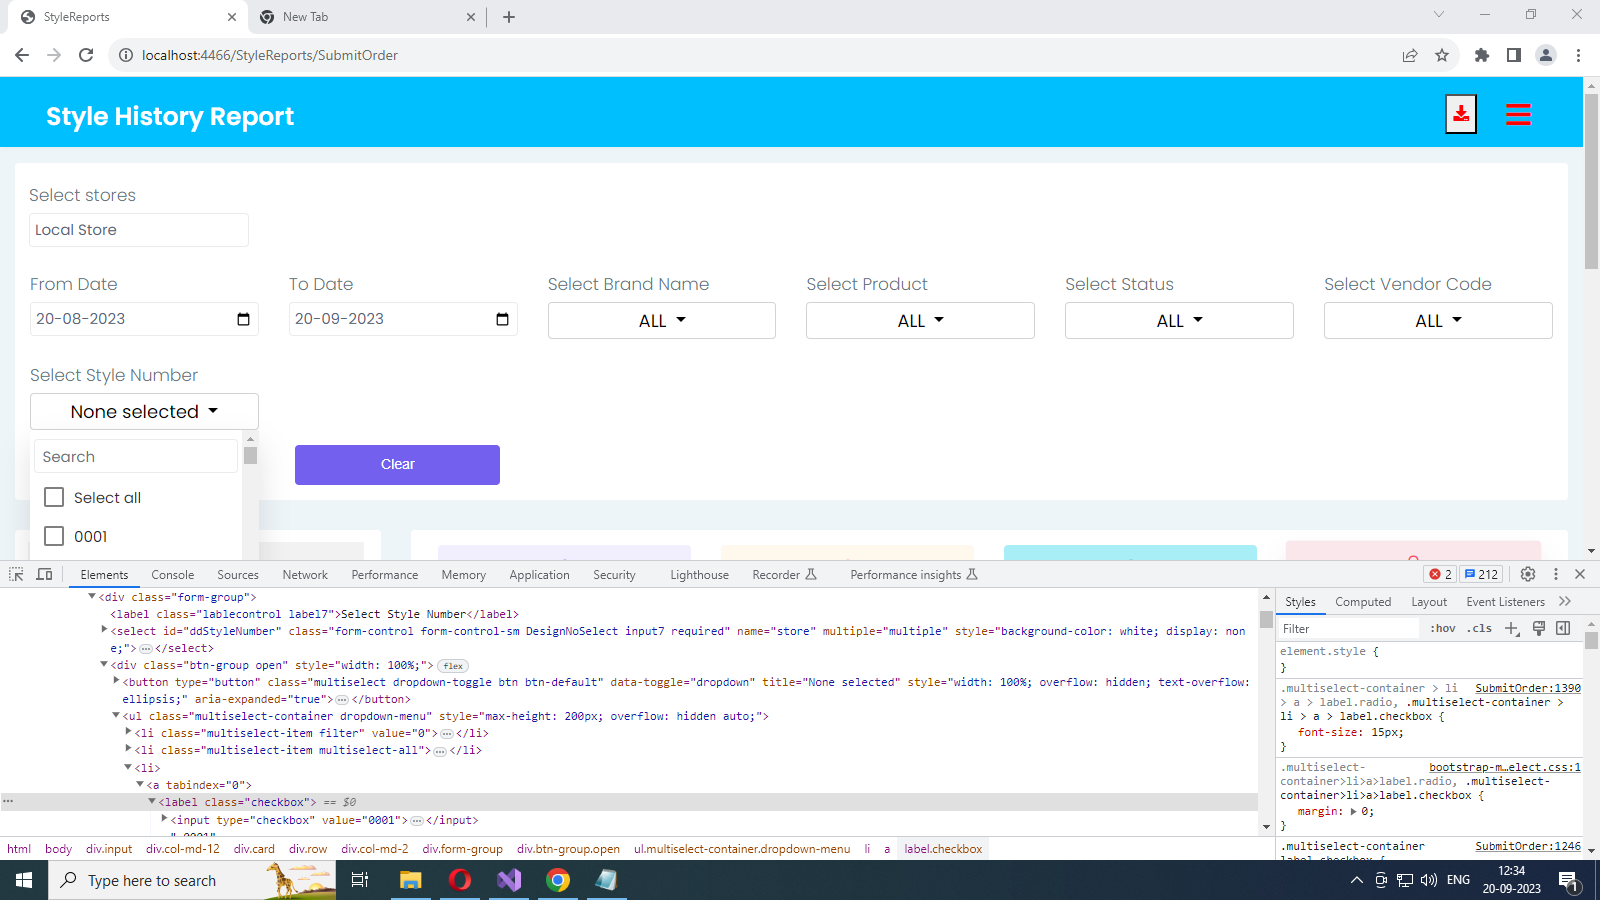 StyleReports
New Tab
localhost:4466/StyleReports/SubmitOrder
Style History Report
Select stores
Local Store
From Date To Date Select Brand Name Select Product Select Status Select Vendor Code
20-08-2023 20-09-2023 ALL ALL ALL ALL
Select Style Number
None selected
Search Clear
Select all
0001
Elements Console Sources Network Performance Memory Application Security Lighthouse Recorder Performance insights 2 212
<div class="form-group">
<label class="lablecontrol label7">Select Style Number</label>
<select id="ddStyleNumber" class="form-control form-control-sm DesignNoSelect input7 required" name="store" multiple="multiple" style="background-color: white; display: non
e;">…</select>
<div class="btn-group open" style="width: 100%;"> flex
<button type="button" class="multiselect dropdown-toggle btn btn-default" data-toggle="dropdown" title="None selected" style="width: 100%; overflow: hidden; text-overflow:
ellipsis;" aria-expanded="true">…</button>
<ul class="multiselect-container dropdown-menu" style="max-height: 200px; overflow: hidden auto;">
<li class="multiselect-item filter" value="0">…</li>
<li class="multiselect-item multiselect-all">…</li>
<li>
<a tabindex="0">
… <label class="checkbox"> == $0
<input type="checkbox" value="0001">…</input>
" 0001"
html body div.input div.col-md-12 div.card div.row div.col-md-2 div.form-group div.btn-group.open ul.multiselect-container.dropdown-menu li a label.checkbox
Styles Computed Layout Event Listeners
Filter :hov .cls
element.style {
}
.multiselect-container > li SubmitOrder:1390
> a > label.radio, .multiselect-container >
li > a > label.checkbox {
font-size: 15px;
}
.multiselect- bootstrap-m…elect.css:1
container>li>a>label.radio, .multiselect-
container>li>a>label.checkbox {
margin: 0;
}
.multiselect-container SubmitOrder:1246
label.checkbox {
Type here to search
ENG
12:34
20-09-2023
1